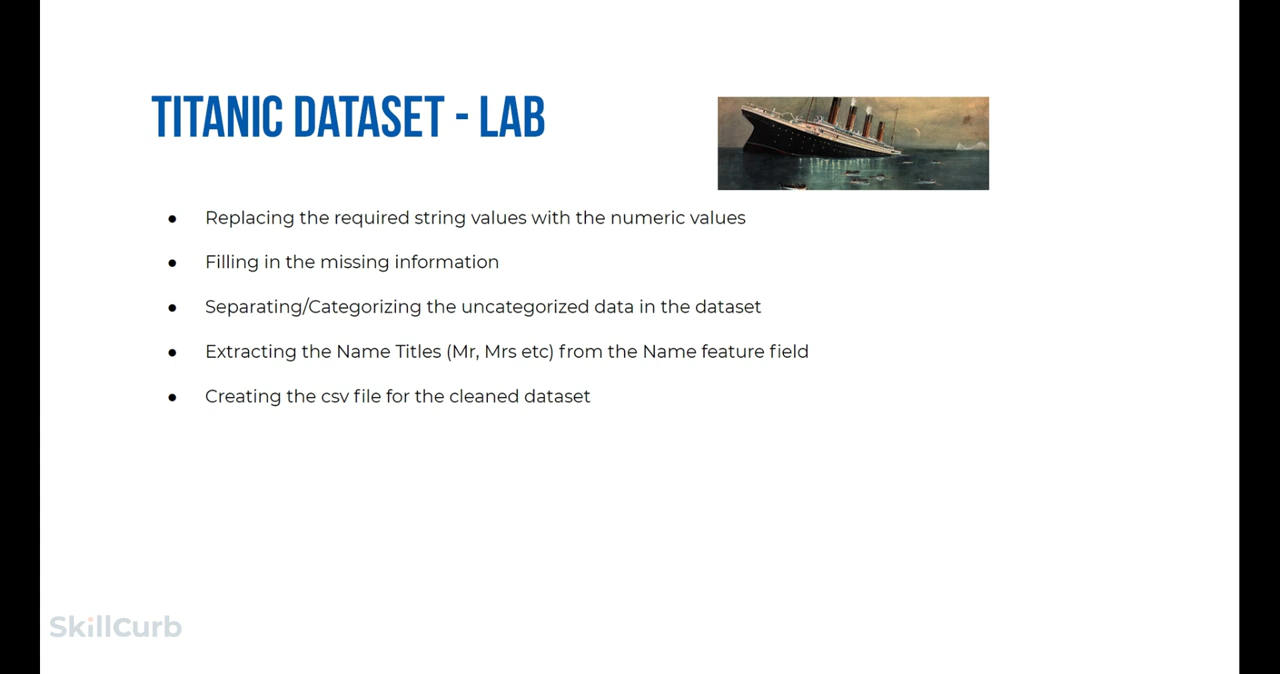 TITANIC DATASET - LAB
● Replacing the required string values with the numeric values
● Filling in the missing information
● Separating/Categorizing the uncategorized data in the dataset
● Extracting the Name Titles (Mr, Mrs etc) from the Name feature field
● Creating the csv file for the cleaned dataset
SkillCurb